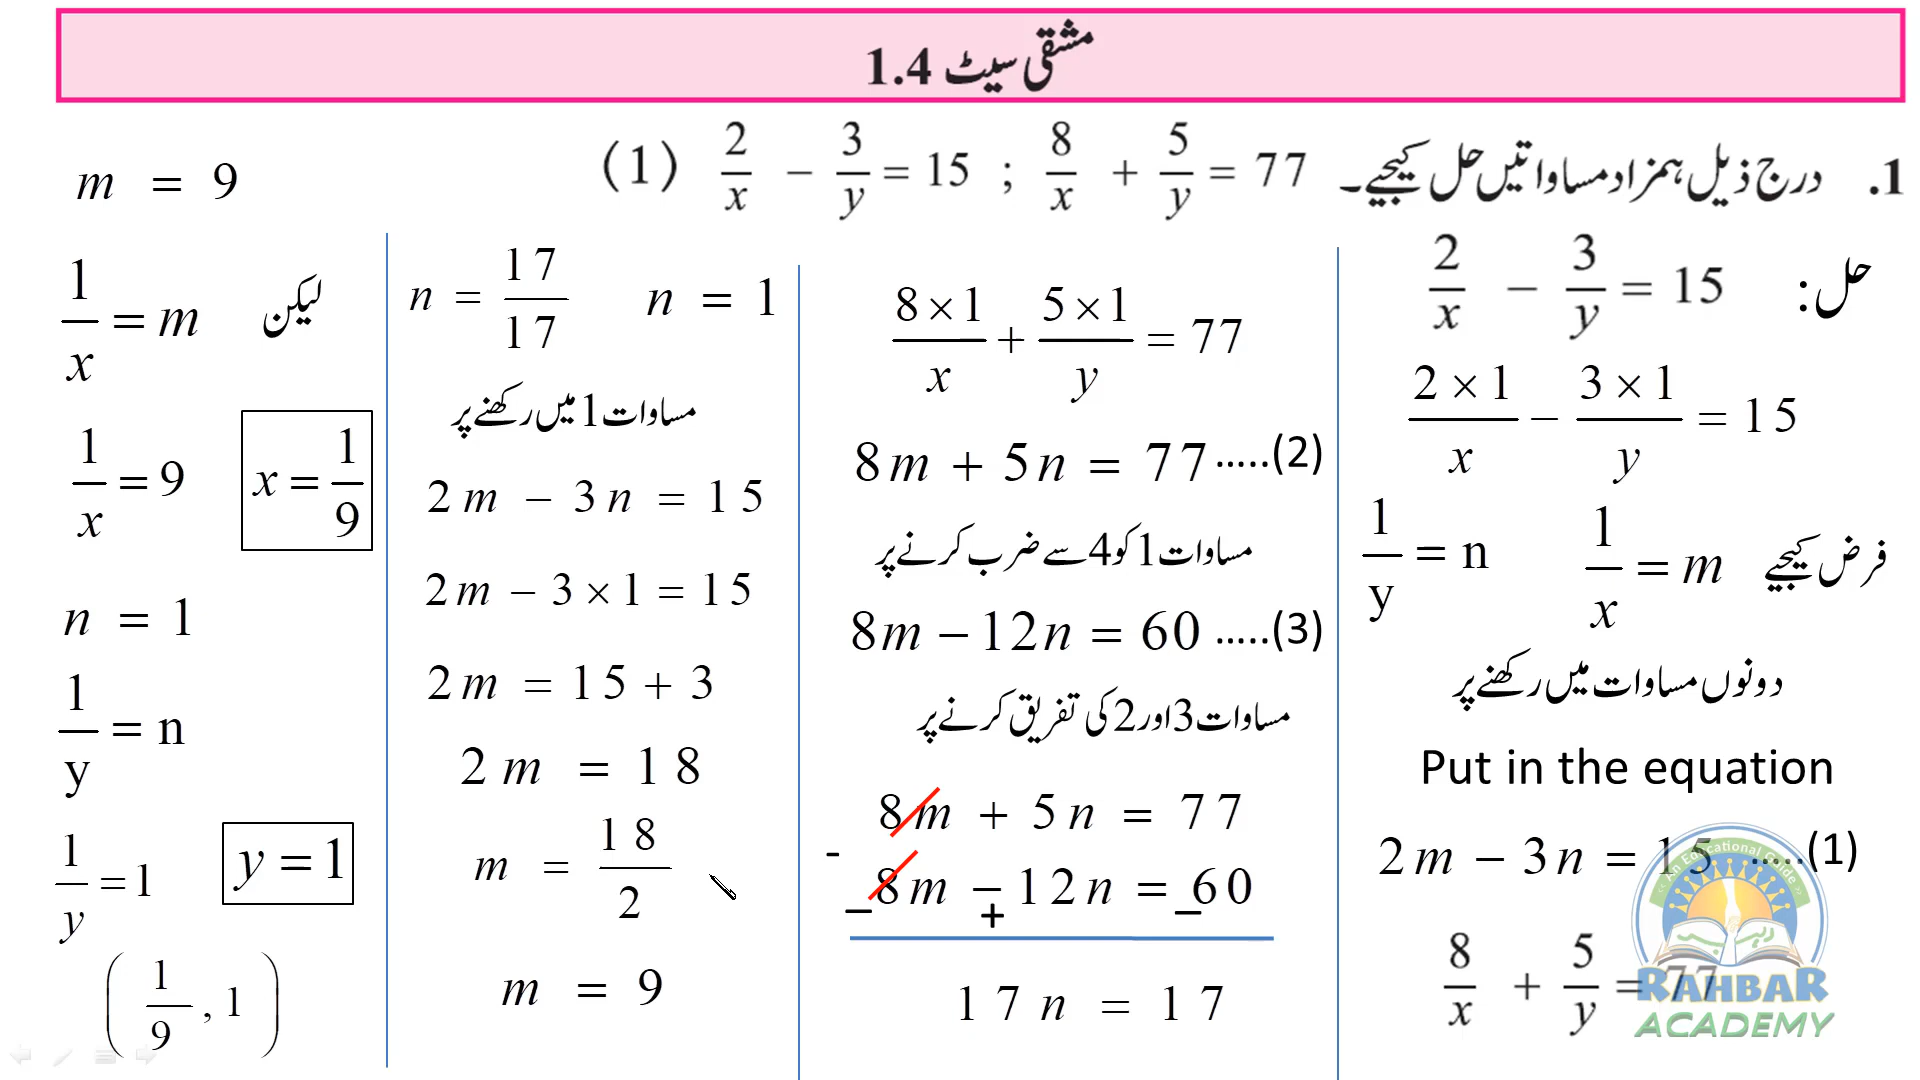 مشقی سیٹ 1.4
1. درج ذیل ہمزاد مساواتیں حل کیجیے۔ (1) 2/x − 3/y = 15 ; 8/x + 5/y = 77
حل : 2/x − 3/y = 15
2 × 1/x − 3 × 1/y = 15
فرض کیجیے 1/x = m 1/y = n
دونوں مساوات میں رکھنے پر
Put in the equation
2m − 3n = 15 .....(1)
8/x + 5/y = 77
8 × 1/x + 5 × 1/y = 77
8m + 5n = 77 .....(2)
مساوات 1 کو 4 سے ضرب کرنے پر
8m − 12n = 60 .....(3)
مساوات 3 اور 2 کی تفریق کرنے پر
8m + 5n = 77
- 8m − 12n = 60
− + −
17n = 17
n = 17/17 n = 1
مساوات 1 میں رکھنے پر
2m − 3n = 15
2m − 3 × 1 = 15
2m = 15 + 3
2m = 18
m = 18/2
m = 9
m = 9
لیکن 1/x = m
1/x = 9 x = 1/9
n = 1
1/y = n
1/y = 1 y = 1
(1/9 , 1)
<< An Educational Guide >>
رہبر
RAHBAR
ACADEMY